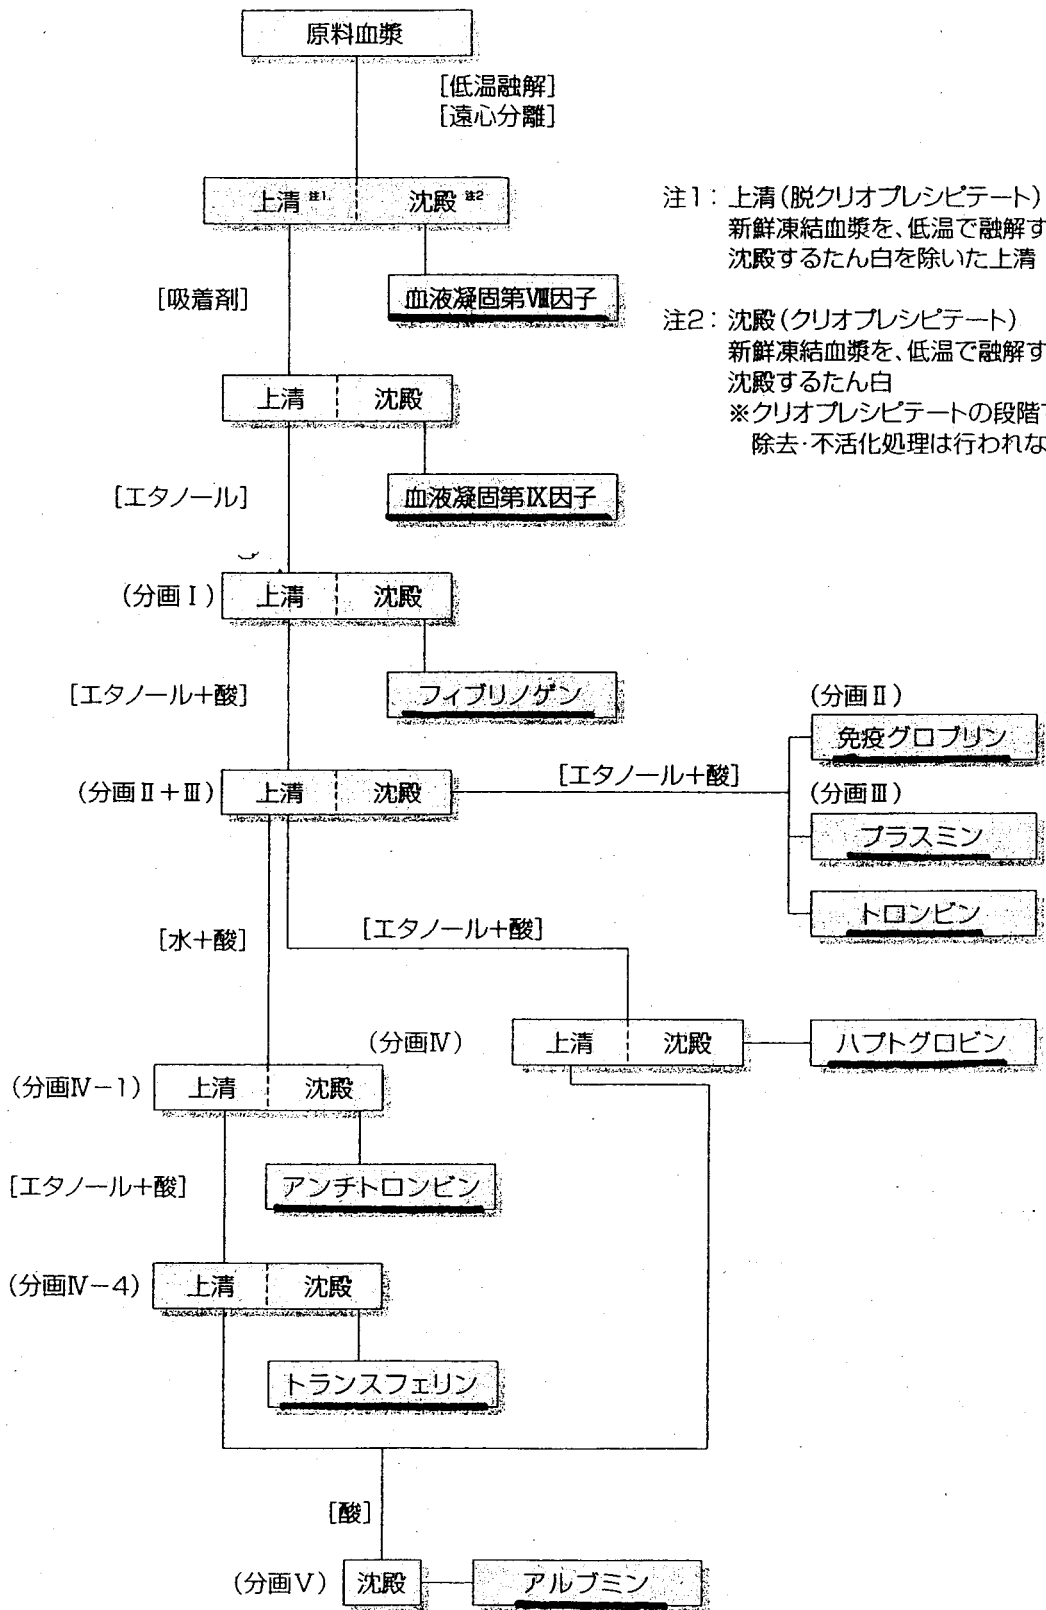 原料血漿
[低温融解]
[遠心分離]
上清 注1 沈殿 注2
注1：上清（脱クリオプレシピテート）
新鮮凍結血漿を、低温で融解す
沈殿するたん白を除いた上清
[吸着剤]
血液凝固第Ⅷ因子
注2：沈殿（クリオプレシピテート）
新鮮凍結血漿を、低温で融解す
沈殿するたん白
※クリオプレシピテートの段階で
除去・不活化処理は行われな
上清 沈殿
[エタノール]
血液凝固第Ⅸ因子
（分画Ⅰ） 上清 沈殿
[エタノール+酸]
フィブリノゲン
（分画Ⅱ）
免疫グロブリン
（分画Ⅱ+Ⅲ） 上清 沈殿
[エタノール+酸]
（分画Ⅲ）
プラスミン
トロンビン
[水+酸]
[エタノール+酸]
（分画Ⅳ） 上清 沈殿
ハプトグロビン
（分画Ⅳ-1） 上清 沈殿
[エタノール+酸]
アンチトロンビン
（分画Ⅳ-4） 上清 沈殿
トランスフェリン
[酸]
（分画Ⅴ） 沈殿
アルブミン